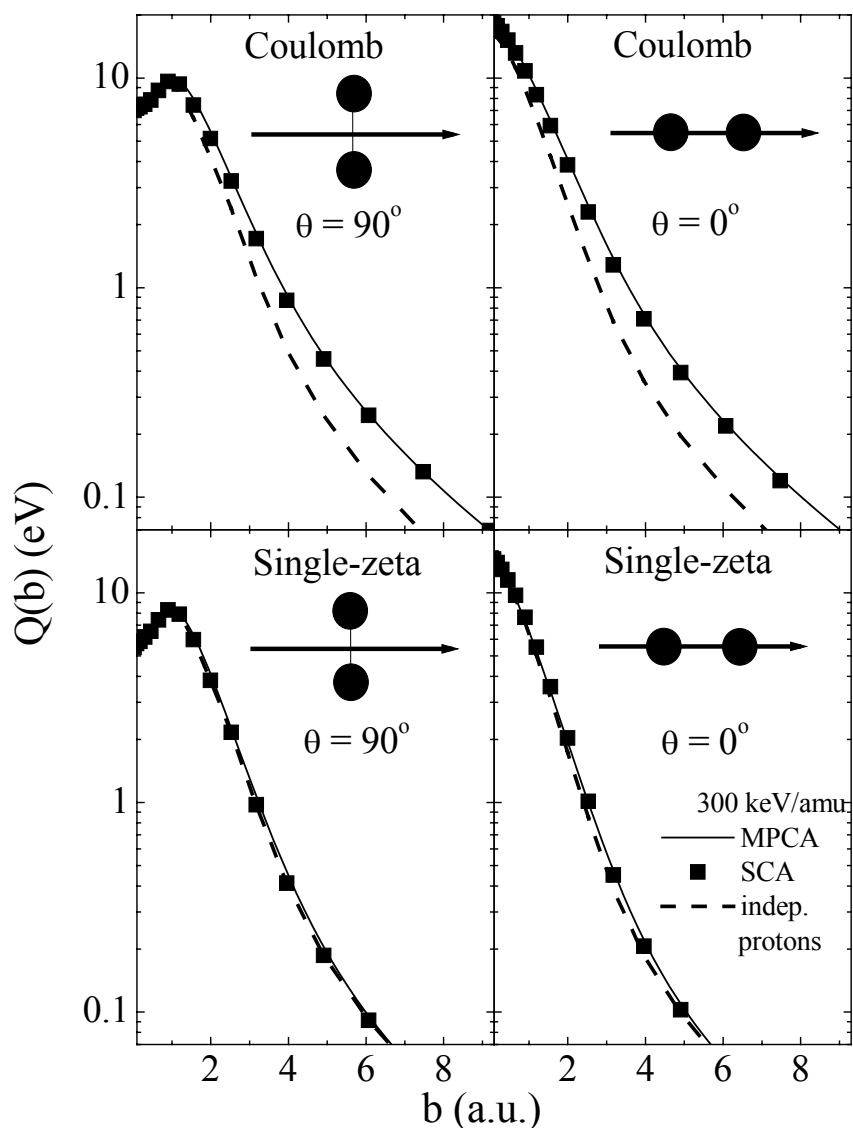 Coulomb
θ = 90°
Coulomb
θ = 0°
10
1
0.1
Single-zeta
θ = 90°
Single-zeta
θ = 0°
300 keV/amu
MPCA
SCA
indep.
protons
10
1
0.1
2
4
6
8
2
4
6
8
Q(b) (eV)
b (a.u.)